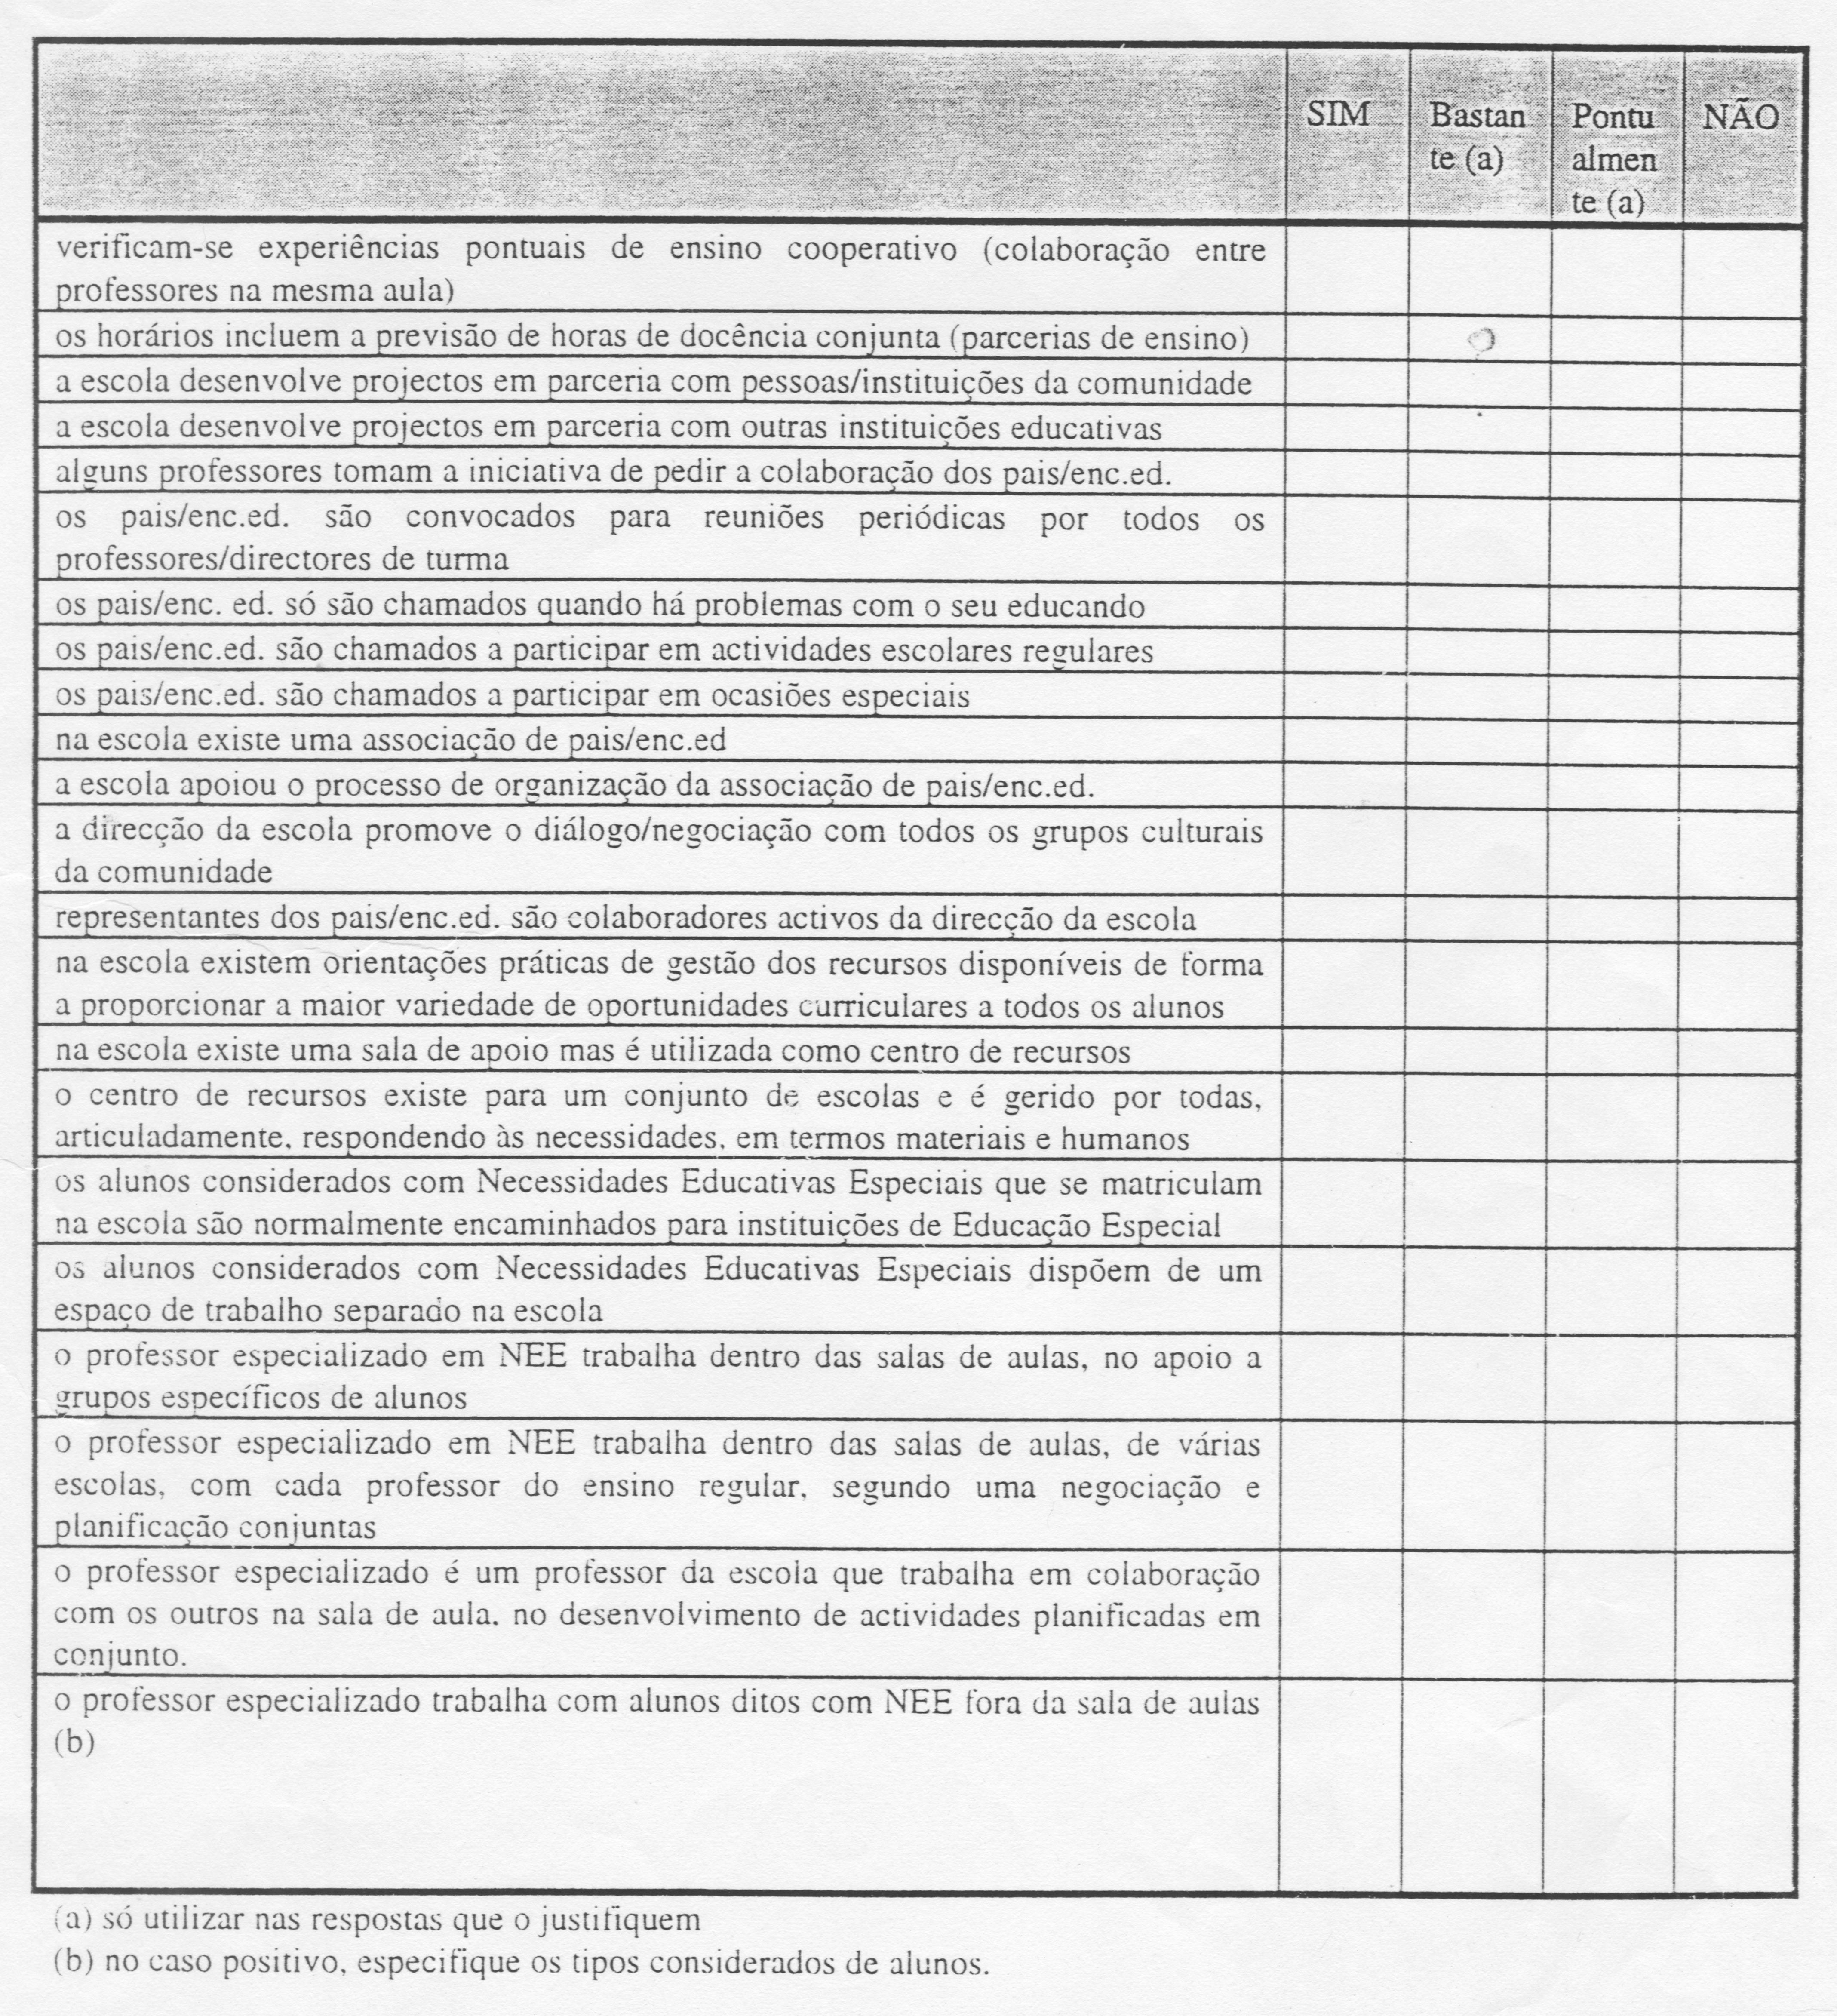 SIM
Bastan
te (a)
Pontu
almen
te (a)
NÃO
verificam-se experiências pontuais de ensino cooperativo (colaboração entre
professores na mesma aula)
os horários incluem a previsão de horas de docência conjunta (parcerias de ensino)
a escola desenvolve projectos em parceria com pessoas/instituições da comunidade
a escola desenvolve projectos em parceria com outras instituições educativas
alguns professores tomam a iniciativa de pedir a colaboração dos pais/enc.ed.
os pais/enc.ed. são convocados para reuniões periódicas por todos os
professores/directores de turma
os pais/enc. ed. só são chamados quando há problemas com o seu educando
os pais/enc.ed. são chamados a participar em actividades escolares regulares
os pais/enc.ed. são chamados a participar em ocasiões especiais
na escola existe uma associação de pais/enc.ed
a escola apoiou o processo de organização da associação de pais/enc.ed.
a direcção da escola promove o diálogo/negociação com todos os grupos culturais
da comunidade
representantes dos pais/enc.ed. são colaboradores activos da direcção da escola
na escola existem orientações práticas de gestão dos recursos disponíveis de forma
a proporcionar a maior variedade de oportunidades curriculares a todos os alunos
na escola existe uma sala de apoio mas é utilizada como centro de recursos
o centro de recursos existe para um conjunto de escolas e é gerido por todas,
articuladamente, respondendo às necessidades, em termos materiais e humanos
os alunos considerados com Necessidades Educativas Especiais que se matriculam
na escola são normalmente encaminhados para instituições de Educação Especial
os alunos considerados com Necessidades Educativas Especiais dispõem de um
espaço de trabalho separado na escola
o professor especializado em NEE trabalha dentro das salas de aulas, no apoio a
grupos específicos de alunos
o professor especializado em NEE trabalha dentro das salas de aulas, de várias
escolas, com cada professor do ensino regular, segundo uma negociação e
planificação conjuntas
o professor especializado é um professor da escola que trabalha em colaboração
com os outros na sala de aula, no desenvolvimento de actividades planificadas em
conjunto.
o professor especializado trabalha com alunos ditos com NEE fora da sala de aulas
(b)
(a) só utilizar nas respostas que o justifiquem
(b) no caso positivo, especifique os tipos considerados de alunos.